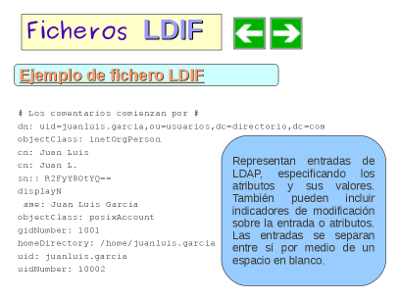 Ficheros LDIF
Ejemplo de fichero LDIF
# Los comentarios comienzan por #
dn: uid=juanluis.garcia,ou=usuarios,dc=directorio,dc=com
objectClass: inetOrgPerson
cn: Juan Luis
cn: Juan L.
sn:: R2FyY8OtYQ==
displayN
ame: Juan Luis Garcia
objectClass: posixAccount
gidNumber: 1001
homeDirectory: /home/juanluis.garcia
uid: juanluis.garcia
uidNumber: 10002
Representan entradas de
LDAP, especificando los
atributos y sus valores.
También pueden incluir
indicadores de modificación
sobre la entrada o atributos.
Las entradas se separan
entre sí por medio de un
espacio en blanco.